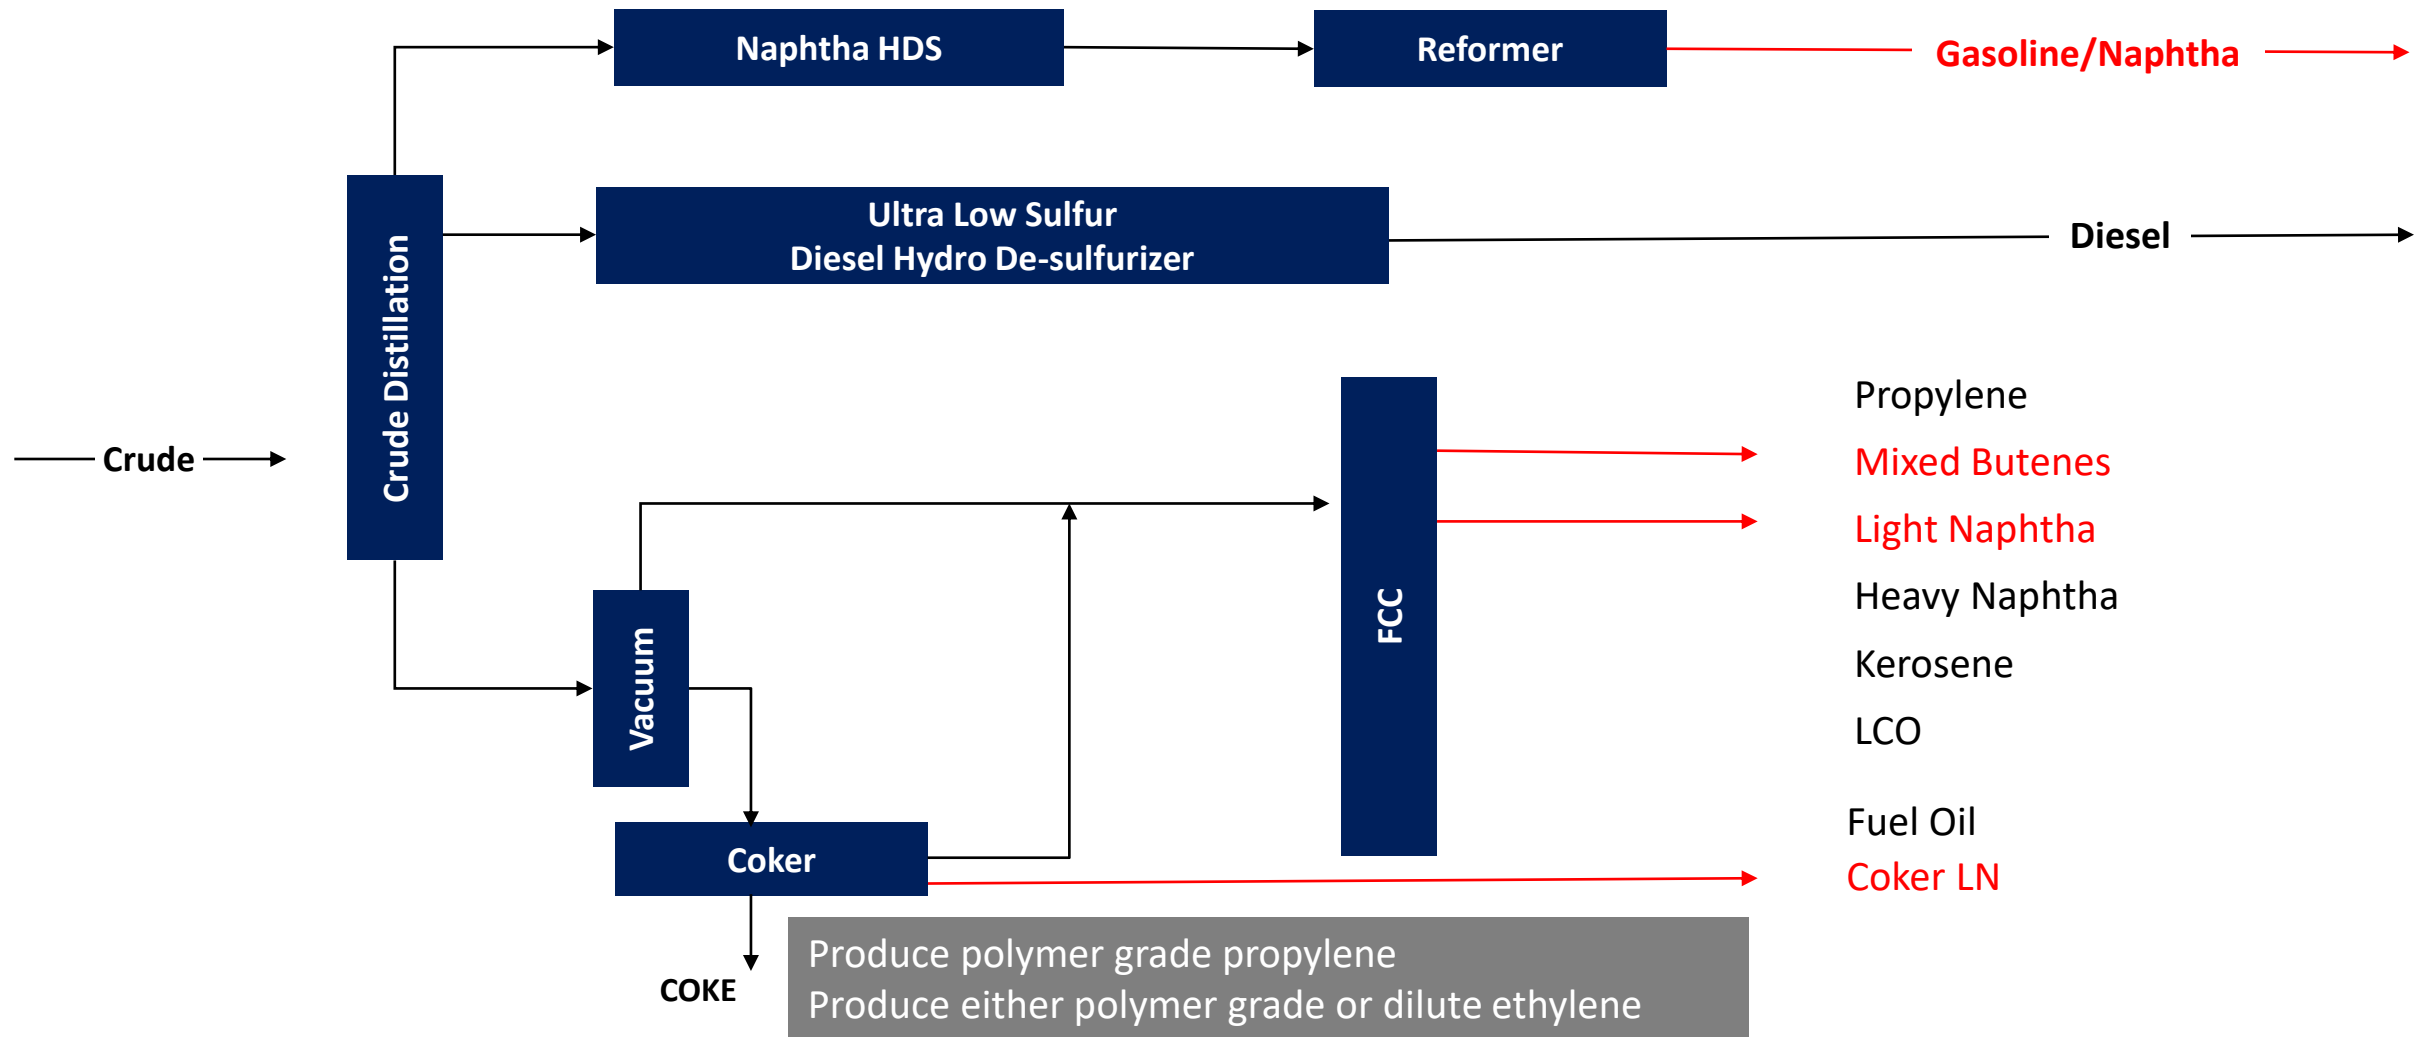 Naphtha HDS
Reformer
Gasoline/Naphtha
Ultra Low Sulfur
Diesel Hydro De-sulfurizer
Diesel
Crude Distillation
Crude
Propylene
Mixed Butenes
Light Naphtha
Heavy Naphtha
Kerosene
LCO
FCC
Vacuum
Fuel Oil
Coker
Coker LN
Produce polymer grade propylene
Produce either polymer grade or dilute ethylene
COKE